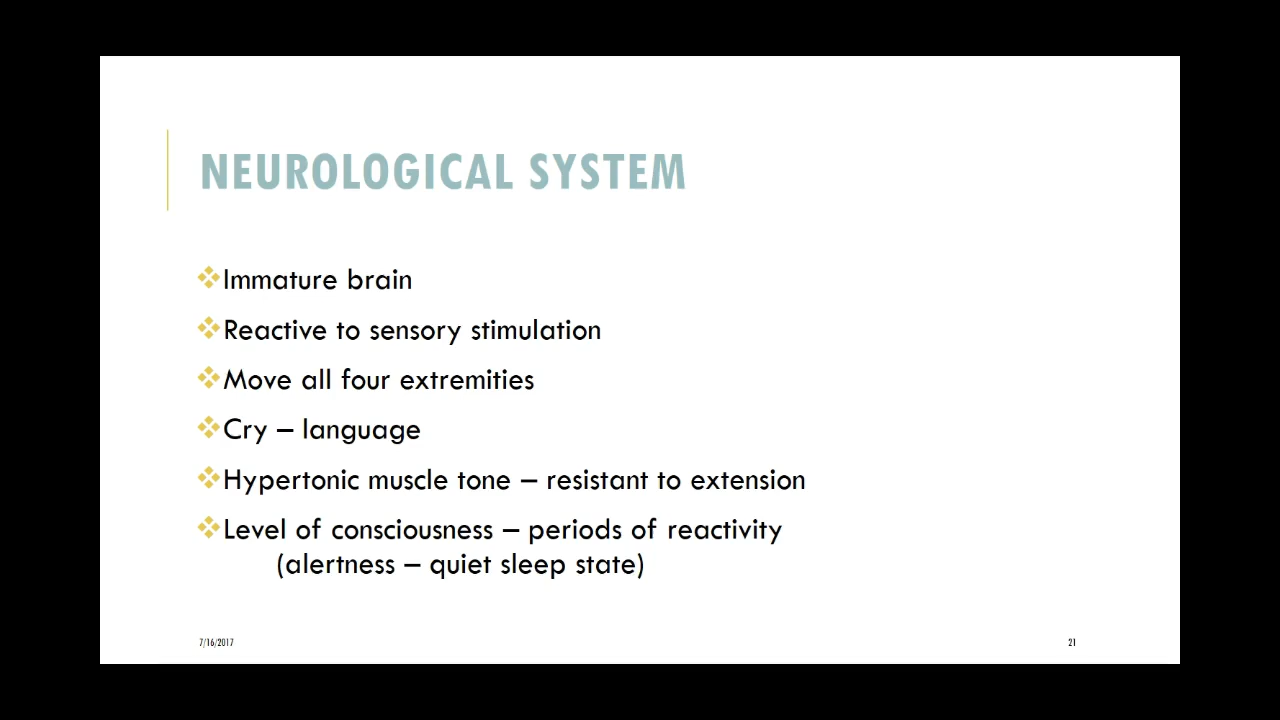 NEUROLOGICAL SYSTEM
Immature brain
Reactive to sensory stimulation
Move all four extremities
Cry – language
Hypertonic muscle tone – resistant to extension
Level of consciousness – periods of reactivity
(alertness – quiet sleep state)
7/16/2017
21